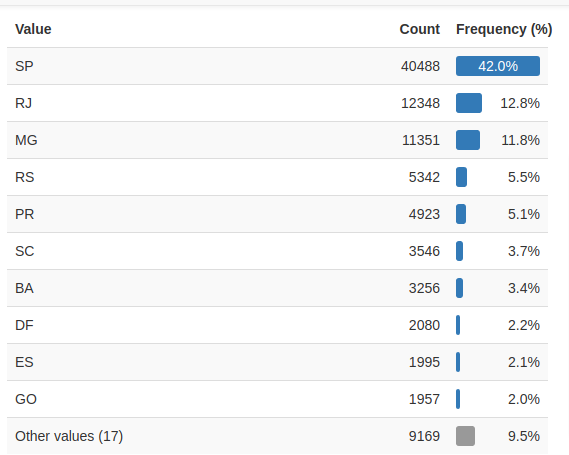 Value Count Frequency (%)
SP 40488 42.0%
RJ 12348 12.8%
MG 11351 11.8%
RS 5342 5.5%
PR 4923 5.1%
SC 3546 3.7%
BA 3256 3.4%
DF 2080 2.2%
ES 1995 2.1%
GO 1957 2.0%
Other values (17) 9169 9.5%